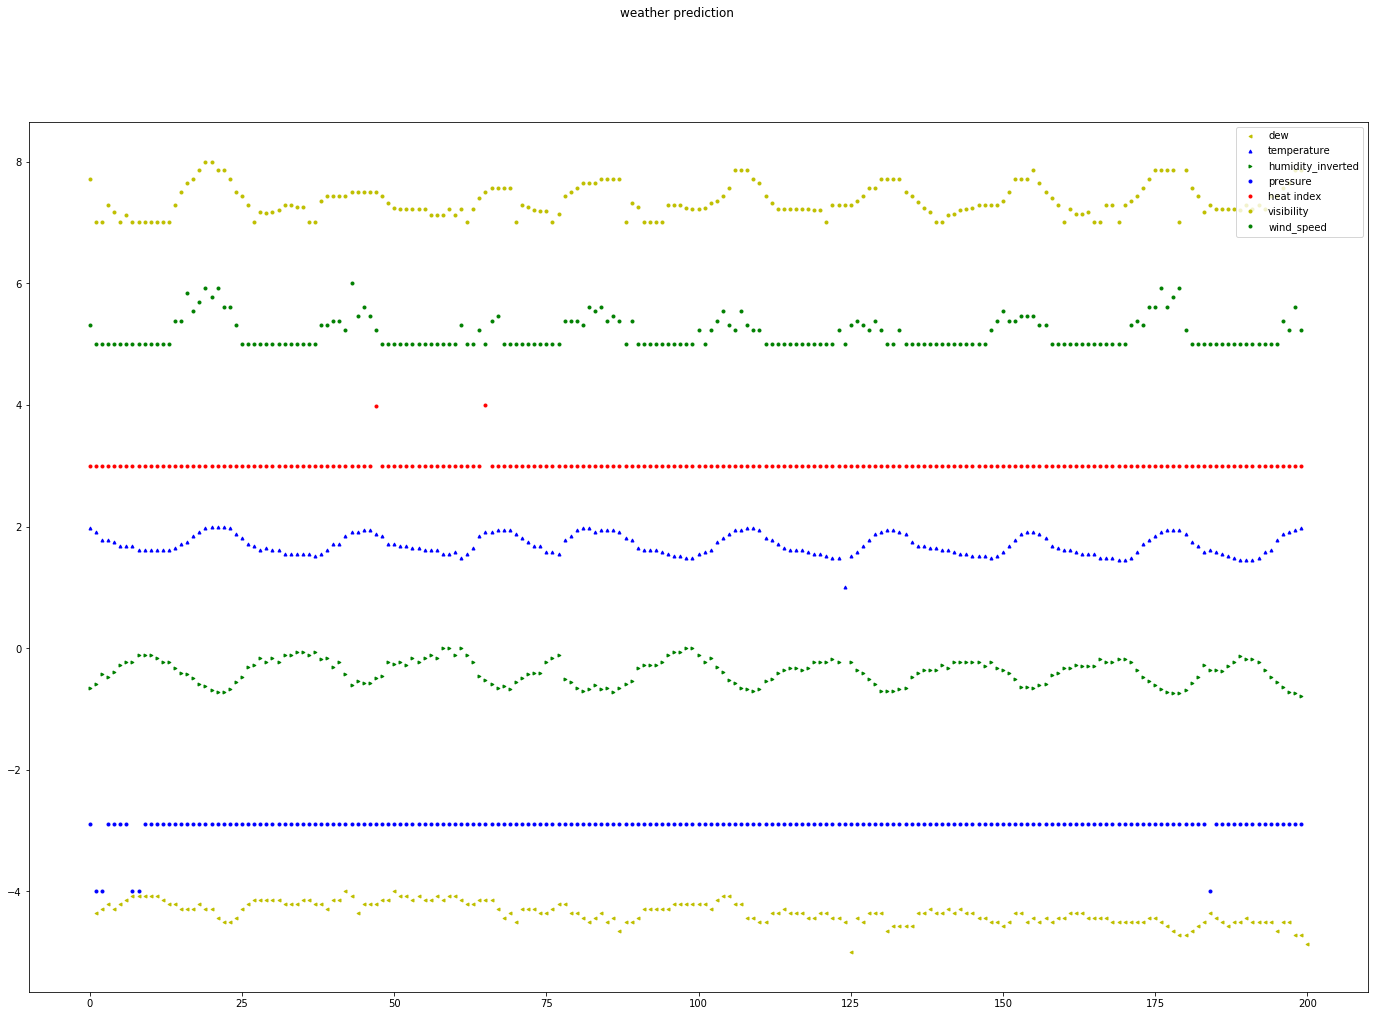 weather prediction
dew
temperature
humidity_inverted
pressure
heat index
visibility
wind_speed
8
6
4
2
0
−2
−4
0 25 50 75 100 125 150 175 200